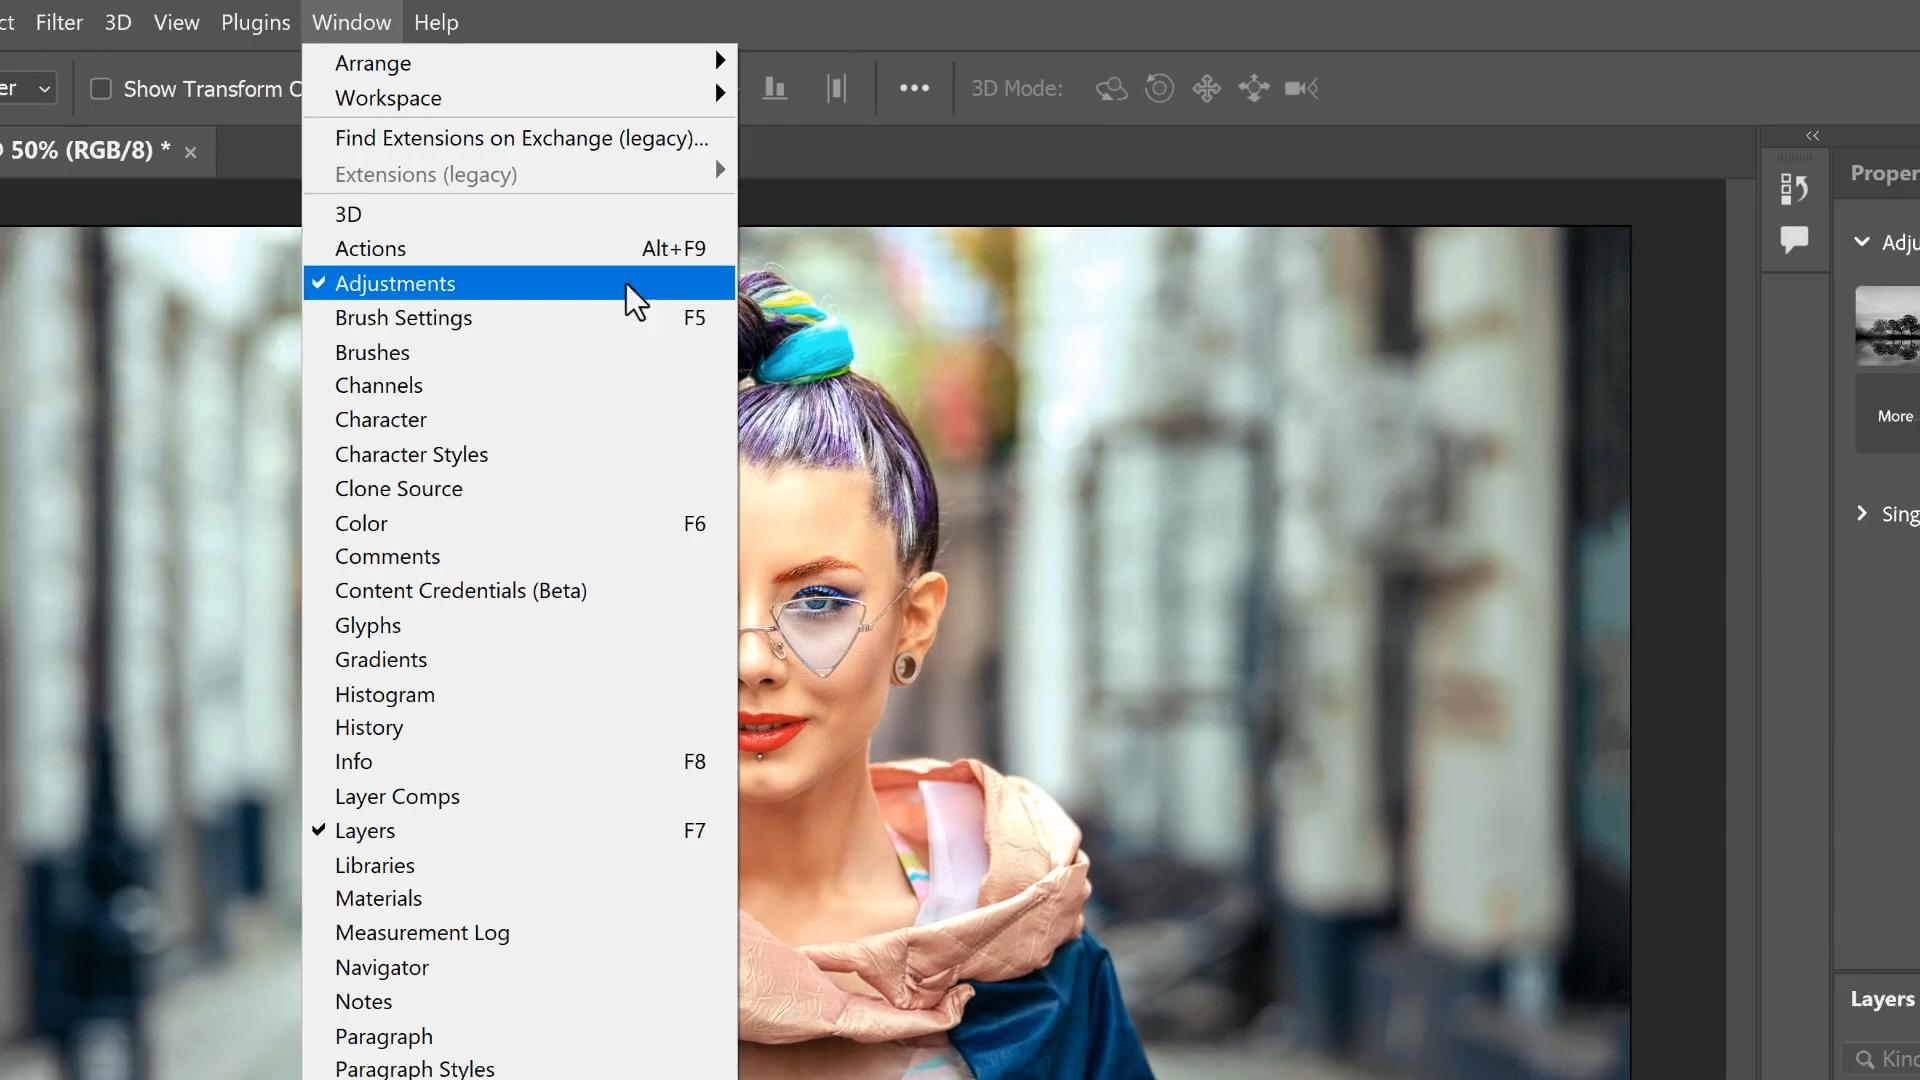 Filter 3D View Plugins Window Help
Show Transform C
3D Mode:
50% (RGB/8) *
Arrange
Workspace
Find Extensions on Exchange (legacy)...
Extensions (legacy)
3D
Actions Alt+F9
Adjustments
Brush Settings F5
Brushes
Channels
Character
Character Styles
Clone Source
Color F6
Comments
Content Credentials (Beta)
Glyphs
Gradients
Histogram
History
Info F8
Layer Comps
Layers F7
Libraries
Materials
Measurement Log
Navigator
Notes
Paragraph
Paragraph Styles
Proper
Adju
More
Sing
Layers
Kind